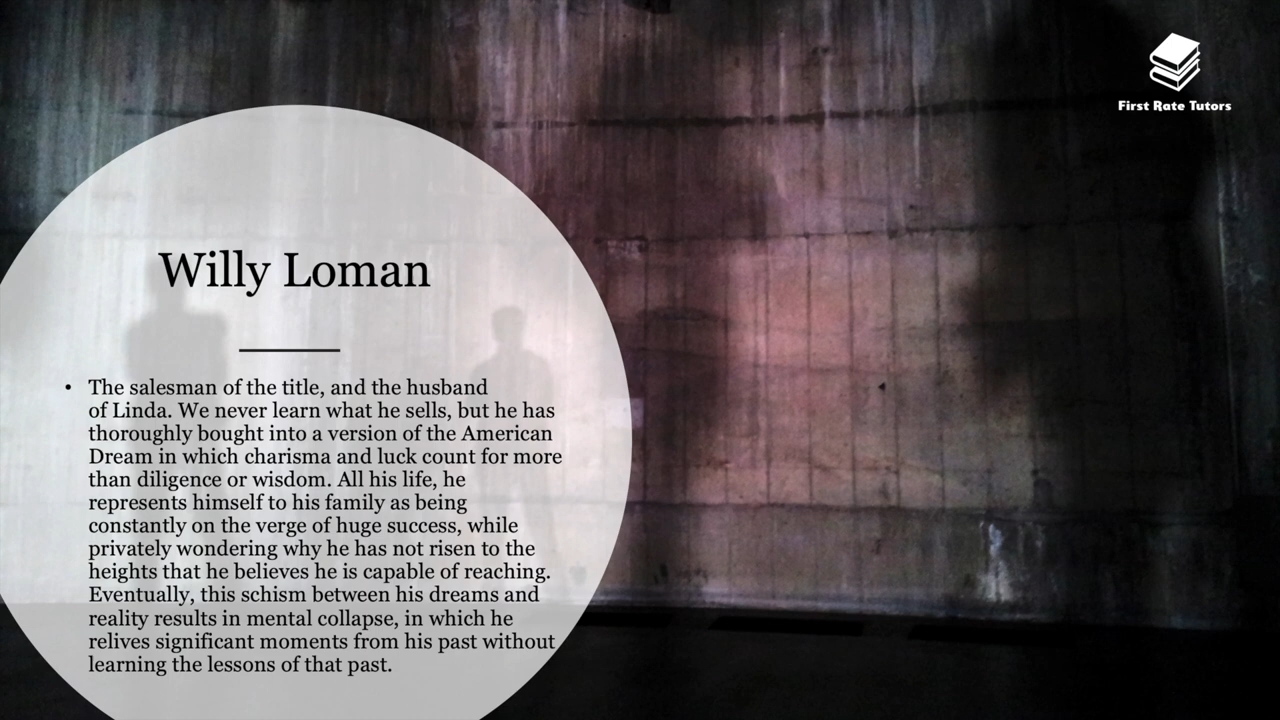 First Rate Tutors
Willy Loman
• The salesman of the title, and the husband
of Linda. We never learn what he sells, but he has
thoroughly bought into a version of the American
Dream in which charisma and luck count for more
than diligence or wisdom. All his life, he
represents himself to his family as being
constantly on the verge of huge success, while
privately wondering why he has not risen to the
heights that he believes he is capable of reaching.
Eventually, this schism between his dreams and
reality results in mental collapse, in which he
relives significant moments from his past without
learning the lessons of that past.